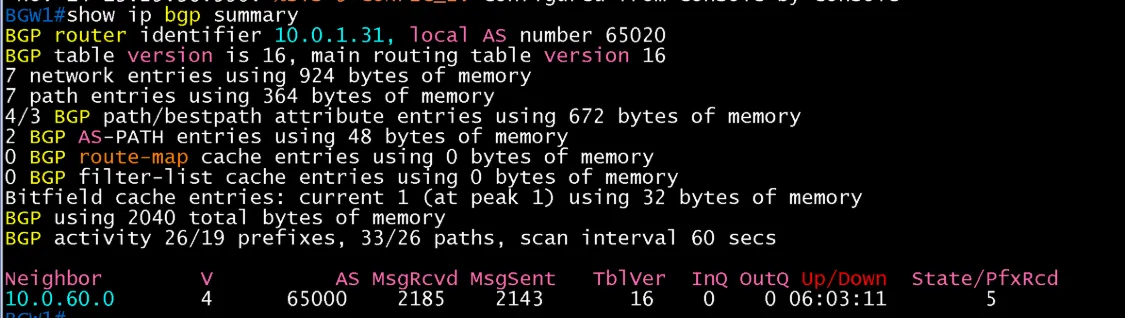 BGW1#show ip bgp summary
BGP router identifier 10.0.1.31, local AS number 65020
BGP table version is 16, main routing table version 16
7 network entries using 924 bytes of memory
7 path entries using 364 bytes of memory
4/3 BGP path/bestpath attribute entries using 672 bytes of memory
2 BGP AS-PATH entries using 48 bytes of memory
0 BGP route-map cache entries using 0 bytes of memory
0 BGP filter-list cache entries using 0 bytes of memory
Bitfield cache entries: current 1 (at peak 1) using 32 bytes of memory
BGP using 2040 total bytes of memory
BGP activity 26/19 prefixes, 33/26 paths, scan interval 60 secs
Neighbor V AS MsgRcvd MsgSent TblVer InQ OutQ Up/Down State/PfxRcd
10.0.60.0 4 65000 2185 2143 16 0 0 06:03:11 5
BGW1#